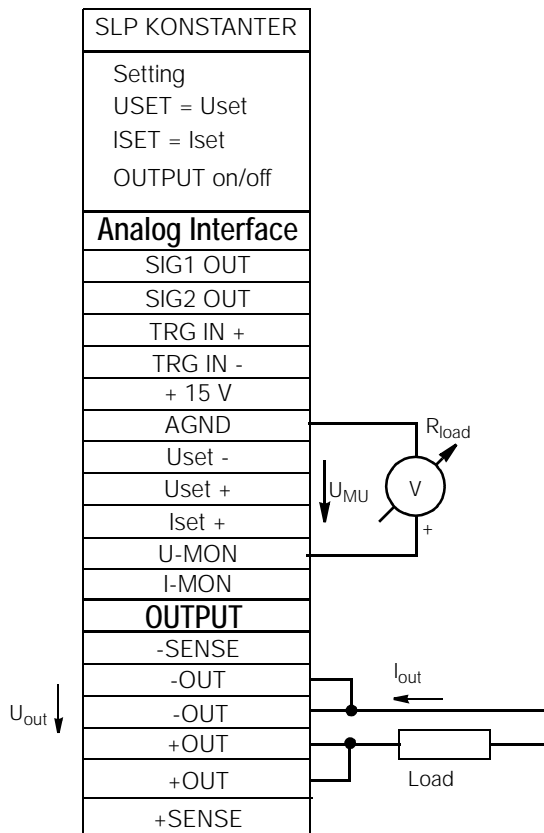 SLP KONSTANTER
Setting
USET = Uset
ISET = Iset
OUTPUT on/off
Analog Interface
SIG1 OUT
SIG2 OUT
TRG IN +
TRG IN -
+ 15 V
AGND
Uset -
Uset +
Iset +
U-MON
I-MON
OUTPUT
-SENSE
-OUT
-OUT
+OUT
+OUT
+SENSE
Rload
UMU
V
+
Uout
Iout
Load